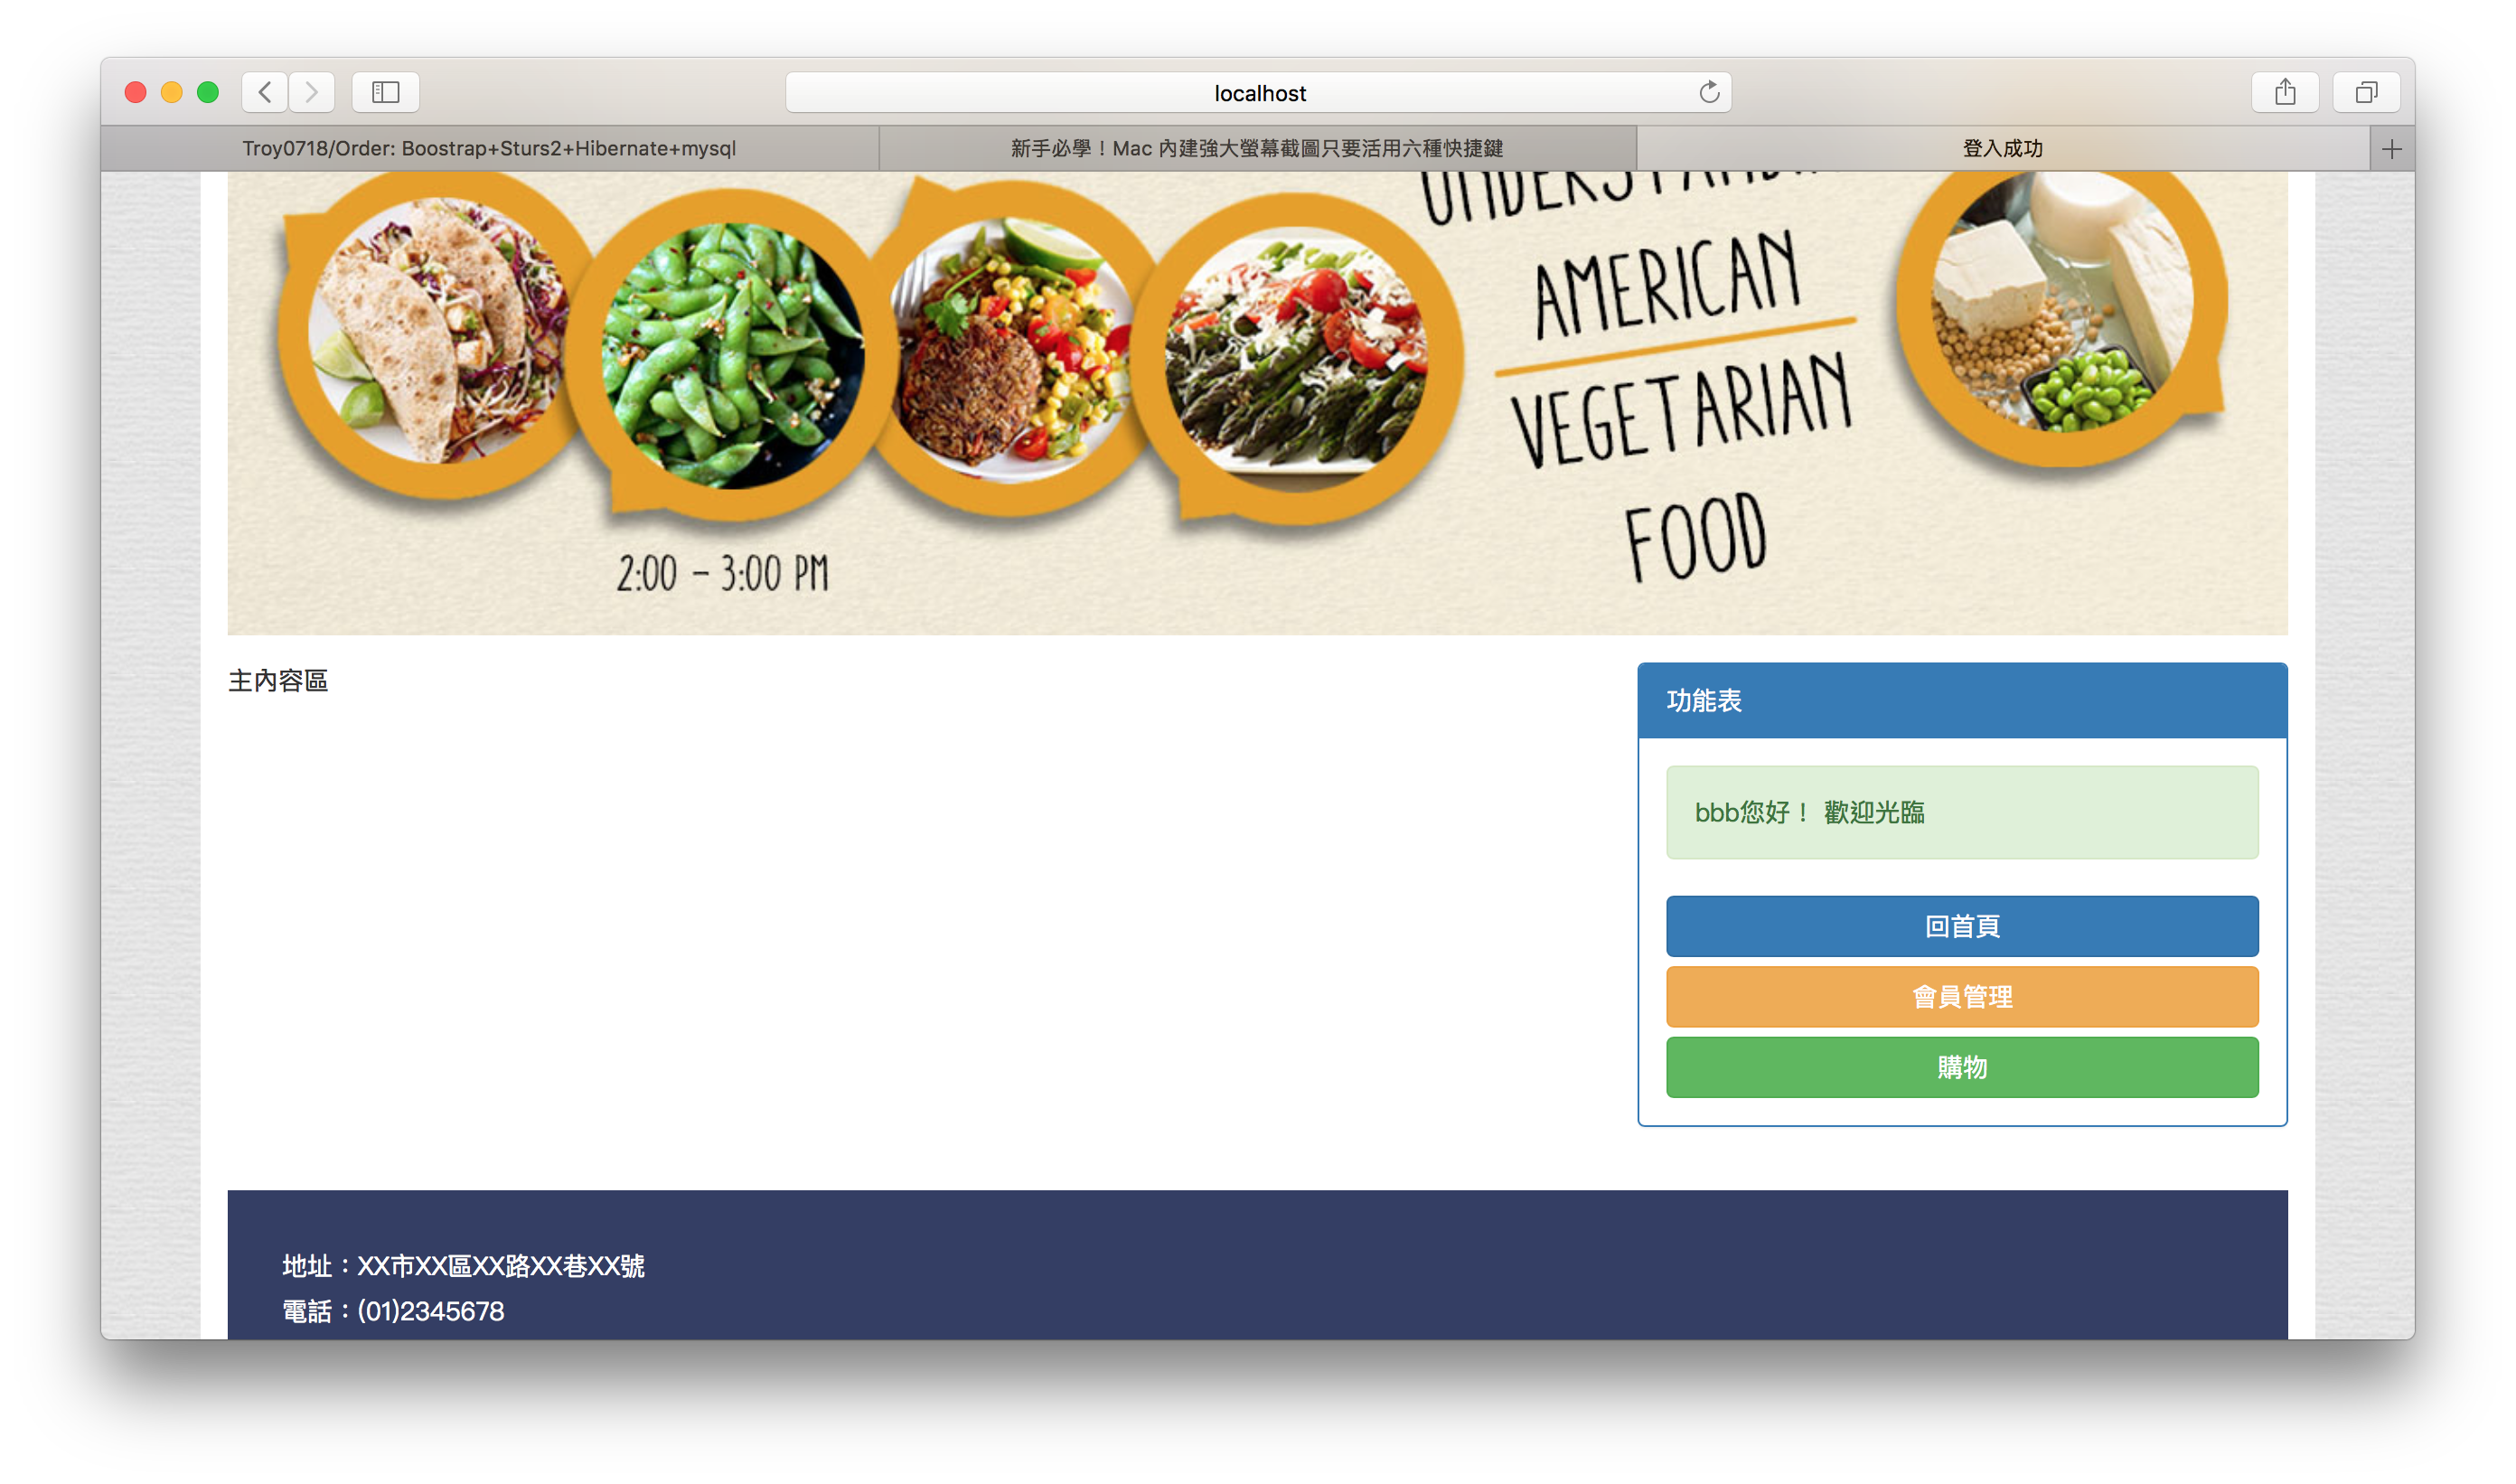 localhost
Troy0718/Order: Boostrap+Sturs2+Hibernate+mysql
新手必學！Mac 內建強大螢幕截圖只要活用六種快捷鍵
登入成功
AMERICAN
VEGETARIAN
FOOD
2:00 – 3:00 PM
主內容區
功能表
bbb您好！ 歡迎光臨
回首頁
會員管理
購物
地址：XX市XX區XX路XX巷XX號
電話：(01)2345678